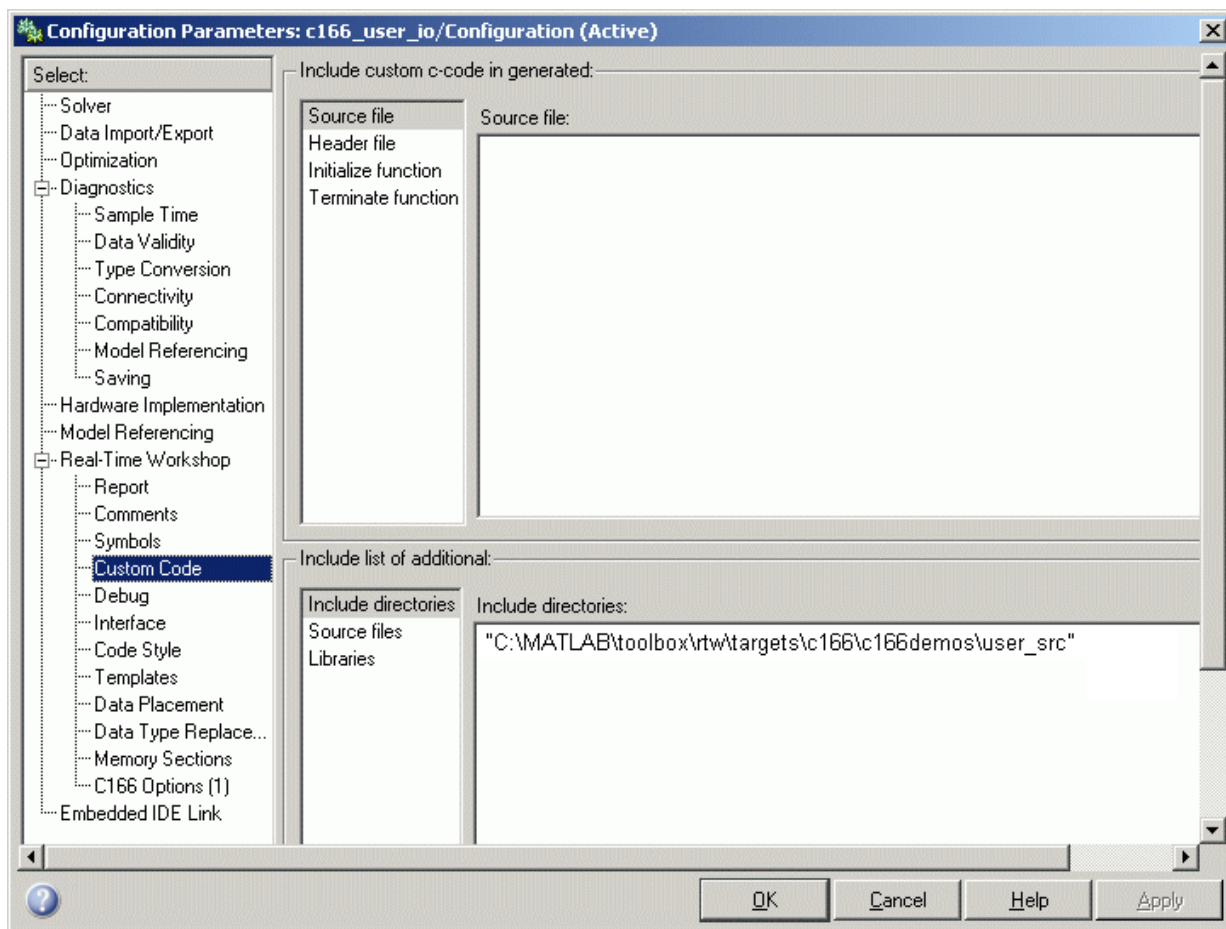 Configuration Parameters: c166_user_io/Configuration (Active)
Select:
Solver
Data Import/Export
Optimization
Diagnostics
Sample Time
Data Validity
Type Conversion
Connectivity
Compatibility
Model Referencing
Saving
Hardware Implementation
Model Referencing
Real-Time Workshop
Report
Comments
Symbols
Custom Code
Debug
Interface
Code Style
Templates
Data Placement
Data Type Replace...
Memory Sections
C166 Options (1)
Embedded IDE Link
Include custom c-code in generated:
Source file
Header file
Initialize function
Terminate function
Source file:
Include list of additional:
Include directories
Source files
Libraries
Include directories:
"C:\MATLAB\toolbox\rtw\targets\c166\c166demos\user_src"
OK
Cancel
Help
Apply